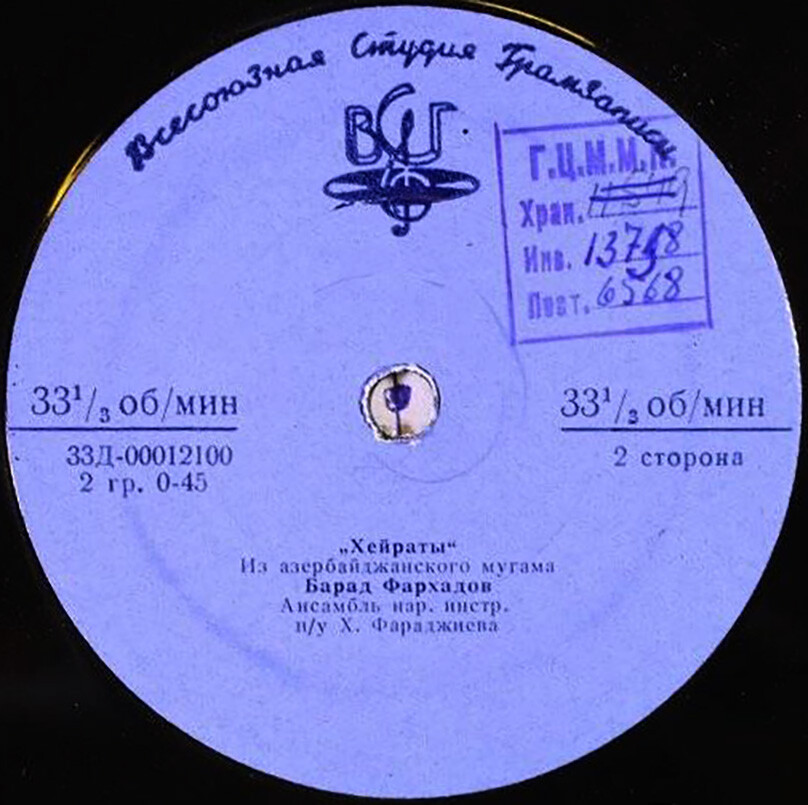 Всесоюзная Студия Грамзаписи
ВСГ
Г.Ц.М.М.К.
Хран.
Инв. 13758
Пост. 6568
33¹/₃ об/мин
33Д-00012100
2 гр. 0-45
33¹/₃ об/мин
2 сторона
„Хейраты“
Из азербайджанского мугама
Барад Фархадов
Ансамбль нар. инстр.
п/у Х. Фараджиева